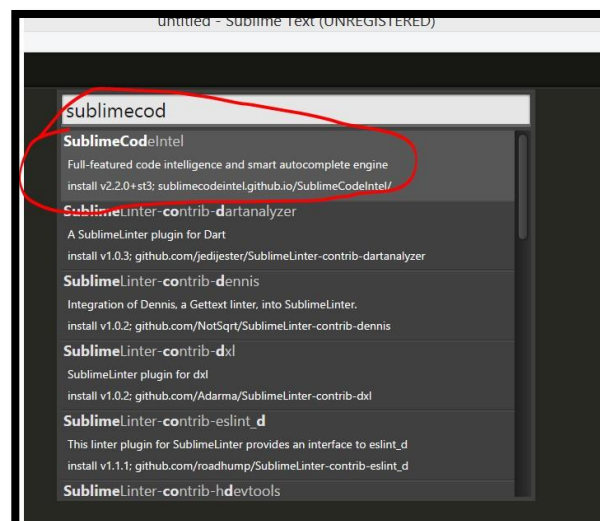 untitled - Sublime Text (UNREGISTERED)
sublimecod
SublimeCodeIntel
Full-featured code intelligence and smart autocomplete engine
install v2.2.0+st3; sublimecodeintel.github.io/SublimeCodeIntel/
SublimeLinter-contrib-dartanalyzer
A SublimeLinter plugin for Dart
install v1.0.3; github.com/jedijester/SublimeLinter-contrib-dartanalyzer
SublimeLinter-contrib-dennis
Integration of Dennis, a Gettext linter, into SublimeLinter.
install v1.0.2; github.com/NotSqrt/SublimeLinter-contrib-dennis
SublimeLinter-contrib-dxl
SublimeLinter plugin for dxl
install v1.0.2; github.com/Adarma/SublimeLinter-contrib-dxl
SublimeLinter-contrib-eslint_d
This linter plugin for SublimeLinter provides an interface to eslint_d
install v1.1.1; github.com/roadhump/SublimeLinter-contrib-eslint_d
SublimeLinter-contrib-hdevtools